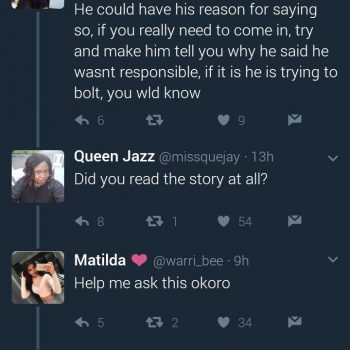 He could have his reason for saying
so, if you really need to come in, try
and make him tell you why he said he
wasnt responsible, if it is he is trying to
bolt, you wld know
6 9
Queen Jazz @missquejay · 13h
Did you read the story at all?
8 1 54
Matilda 💗 @warri_bee · 9h
Help me ask this okoro
5 2 34